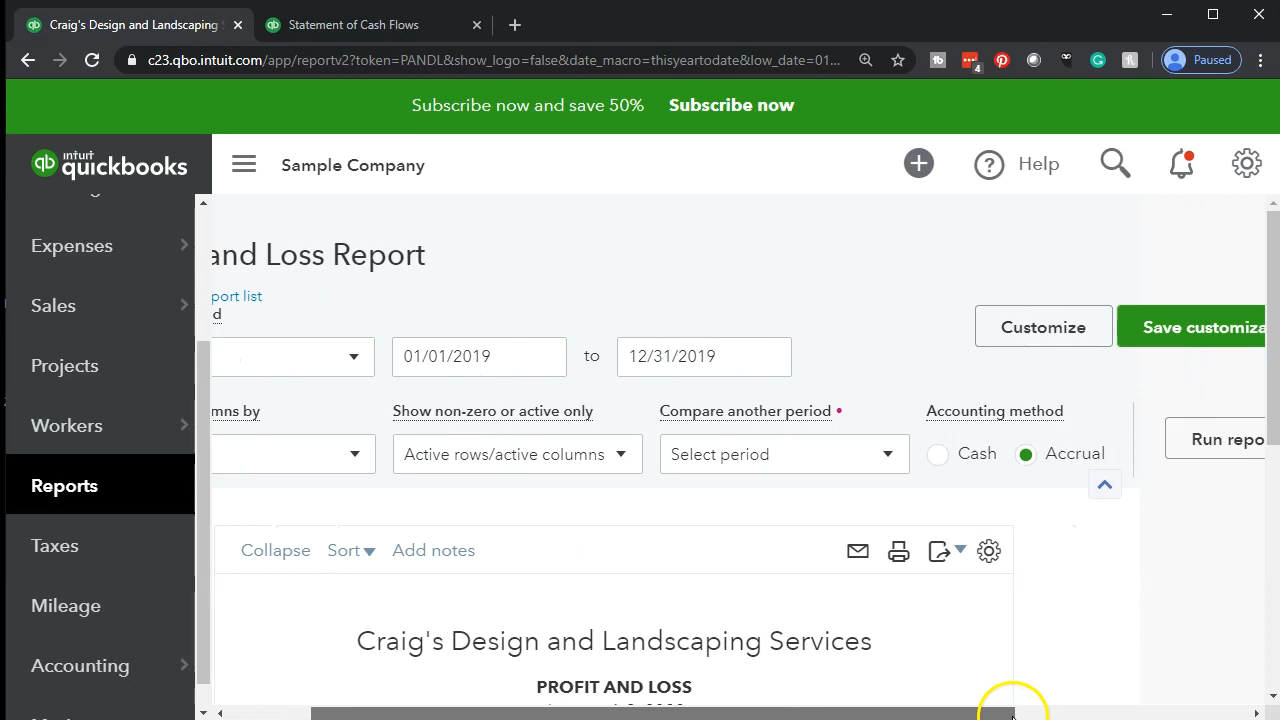 Craig's Design and Landscaping
Statement of Cash Flows
c23.qbo.intuit.com/app/reportv2?token=PANDL&show_logo=false&date_macro=thisyeartodate&low_date=01...
4
Paused
Subscribe now and save 50% Subscribe now
intuit
quickbooks
Sample Company
Help
Expenses
Sales
Projects
Workers
Reports
Taxes
Mileage
Accounting
and Loss Report
port list
d
01/01/2019 to 12/31/2019
Customize
Save customiza
mns by
Show non-zero or active only
Compare another period
Accounting method
Active rows/active columns
Select period
Cash
Accrual
Run repo
Collapse Sort Add notes
Craig's Design and Landscaping Services
PROFIT AND LOSS